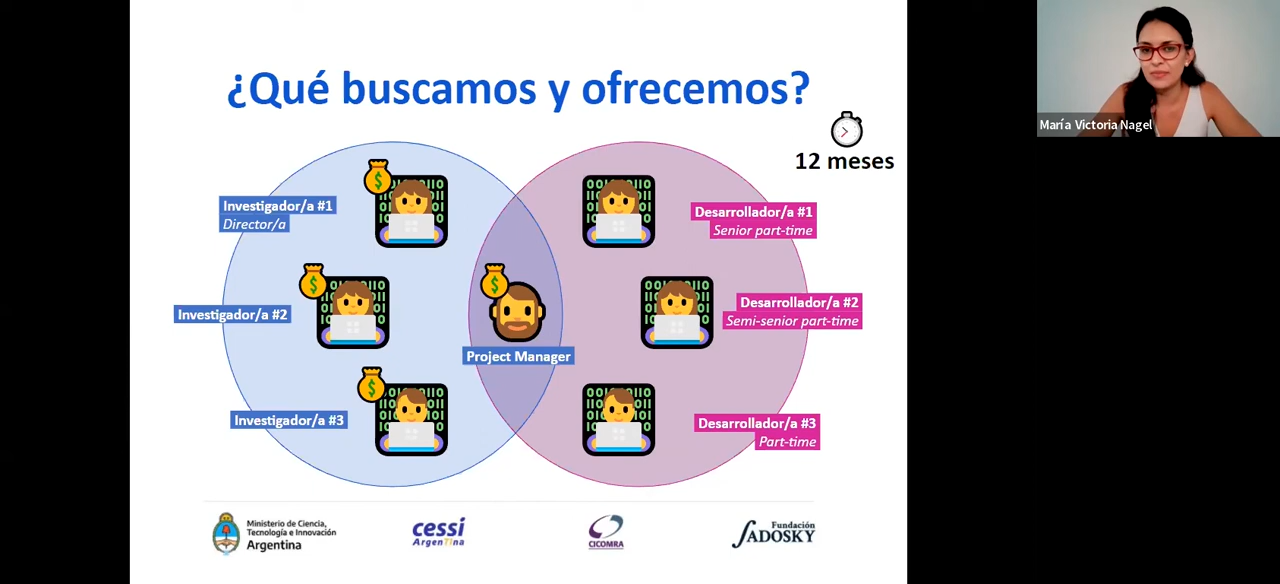 ¿Qué buscamos y ofrecemos?
María Victoria Nagel
12 meses
Investigador/a #1
Director/a
Desarrollador/a #1
Senior part-time
Investigador/a #2
Desarrollador/a #2
Semi-senior part-time
Project Manager
Investigador/a #3
Desarrollador/a #3
Part-time
Ministerio de Ciencia,
Tecnología e Innovación
Argentina
cessi
Argen71na
CICOMRA
Fundación
SADOSKY